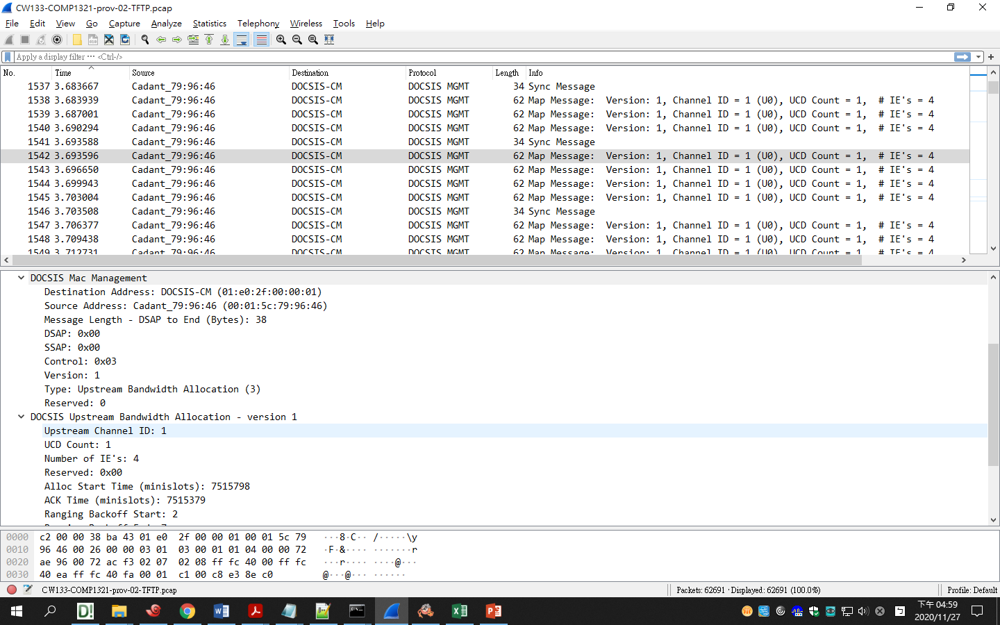 CW133-COMP1321-prov-02-TFTP.pcap
File Edit View Go Capture Analyze Statistics Telephony Wireless Tools Help
Apply a display filter ··· <Ctrl-/>
No. Time Source Destination Protocol Length Info
1537 3.683667 Cadant_79:96:46 DOCSIS-CM DOCSIS MGMT 34 Sync Message
1538 3.683939 Cadant_79:96:46 DOCSIS-CM DOCSIS MGMT 62 Map Message: Version: 1, Channel ID = 1 (U0), UCD Count = 1, # IE's = 4
1539 3.687001 Cadant_79:96:46 DOCSIS-CM DOCSIS MGMT 62 Map Message: Version: 1, Channel ID = 1 (U0), UCD Count = 1, # IE's = 4
1540 3.690294 Cadant_79:96:46 DOCSIS-CM DOCSIS MGMT 62 Map Message: Version: 1, Channel ID = 1 (U0), UCD Count = 1, # IE's = 4
1541 3.693588 Cadant_79:96:46 DOCSIS-CM DOCSIS MGMT 34 Sync Message
1542 3.693596 Cadant_79:96:46 DOCSIS-CM DOCSIS MGMT 62 Map Message: Version: 1, Channel ID = 1 (U0), UCD Count = 1, # IE's = 4
1543 3.696650 Cadant_79:96:46 DOCSIS-CM DOCSIS MGMT 62 Map Message: Version: 1, Channel ID = 1 (U0), UCD Count = 1, # IE's = 4
1544 3.699943 Cadant_79:96:46 DOCSIS-CM DOCSIS MGMT 62 Map Message: Version: 1, Channel ID = 1 (U0), UCD Count = 1, # IE's = 4
1545 3.703004 Cadant_79:96:46 DOCSIS-CM DOCSIS MGMT 62 Map Message: Version: 1, Channel ID = 1 (U0), UCD Count = 1, # IE's = 4
1546 3.703508 Cadant_79:96:46 DOCSIS-CM DOCSIS MGMT 34 Sync Message
1547 3.706377 Cadant_79:96:46 DOCSIS-CM DOCSIS MGMT 62 Map Message: Version: 1, Channel ID = 1 (U0), UCD Count = 1, # IE's = 4
1548 3.709438 Cadant_79:96:46 DOCSIS-CM DOCSIS MGMT 62 Map Message: Version: 1, Channel ID = 1 (U0), UCD Count = 1, # IE's = 4
1549 3.712731 Cadant_79:96:46 DOCSIS-CM DOCSIS MGMT 62 Map Message: Version: 1, Channel ID = 1 (U0), UCD Count = 1, # IE's = 4
DOCSIS Mac Management
Destination Address: DOCSIS-CM (01:e0:2f:00:00:01)
Source Address: Cadant_79:96:46 (00:01:5c:79:96:46)
Message Length - DSAP to End (Bytes): 38
DSAP: 0x00
SSAP: 0x00
Control: 0x03
Version: 1
Type: Upstream Bandwidth Allocation (3)
Reserved: 0
DOCSIS Upstream Bandwidth Allocation - version 1
Upstream Channel ID: 1
UCD Count: 1
Number of IE's: 4
Reserved: 0x00
Alloc Start Time (minislots): 7515798
ACK Time (minislots): 7515379
Ranging Backoff Start: 2
0000 c2 00 00 38 ba 43 01 e0 2f 00 00 01 00 01 5c 79 ···8·C·· /·····\y
0010 96 46 00 26 00 00 03 01 03 00 01 01 04 00 00 72 ·F·&···· ·······r
0020 ae 96 00 72 ac f3 02 07 02 08 ff fc 40 00 ff fc ···r···· ····@···
0030 40 ea ff fc 40 fa 00 01 c1 00 c8 e3 8e c0 @···@··· ······
CW133-COMP1321-prov-02-TFTP.pcap Packets: 62691 · Displayed: 62691 (100.0%) Profile: Default
下午 04:59
2020/11/27